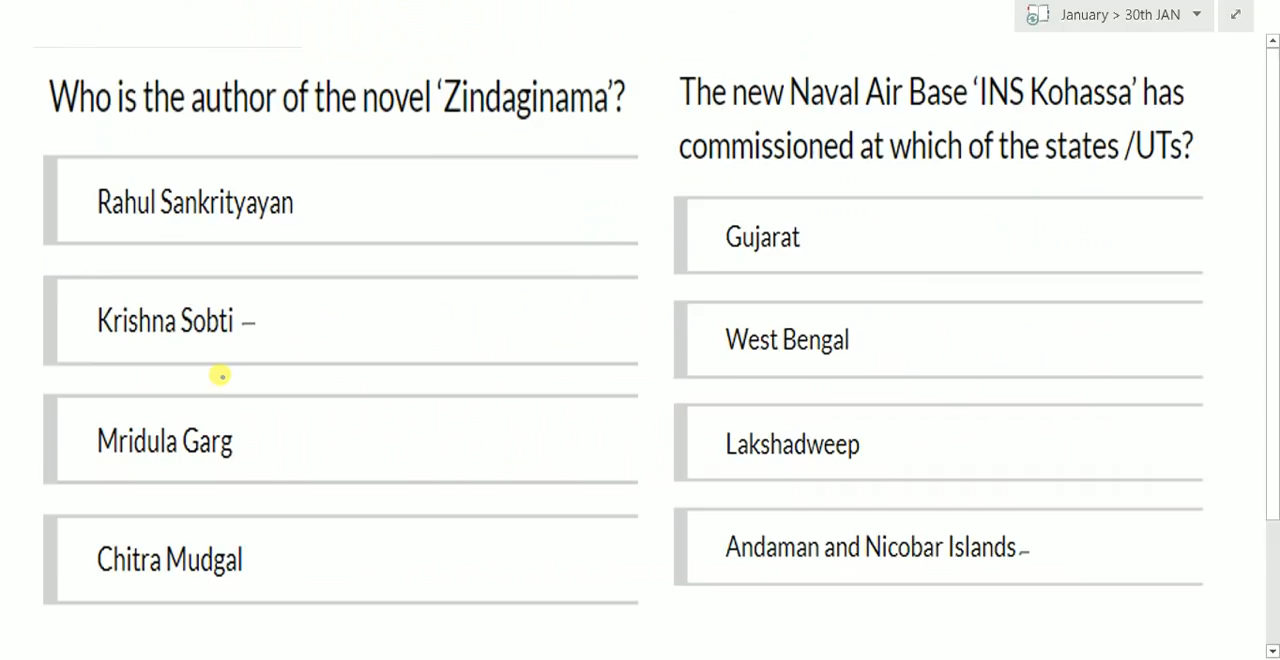 January > 30th JAN
Who is the author of the novel ‘Zindaginama’?
Rahul Sankrityayan
Krishna Sobti –
Mridula Garg
Chitra Mudgal
The new Naval Air Base ‘INS Kohassa’ has
commissioned at which of the states /UTs?
Gujarat
West Bengal
Lakshadweep
Andaman and Nicobar Islands –